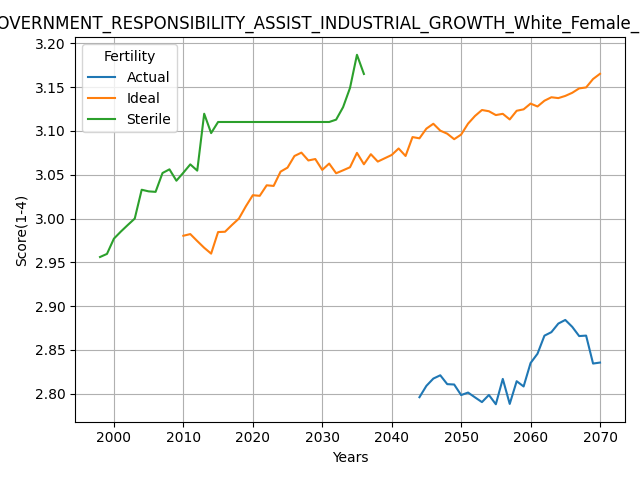 OVERNMENT_RESPONSIBILITY_ASSIST_INDUSTRIAL_GROWTH_White_Female_
3.20
3.15
3.10
3.05
3.00
2.95
2.90
2.85
2.80
Score(1-4)
Fertility
Actual
Ideal
Sterile
2000 2010 2020 2030 2040 2050 2060 2070
Years